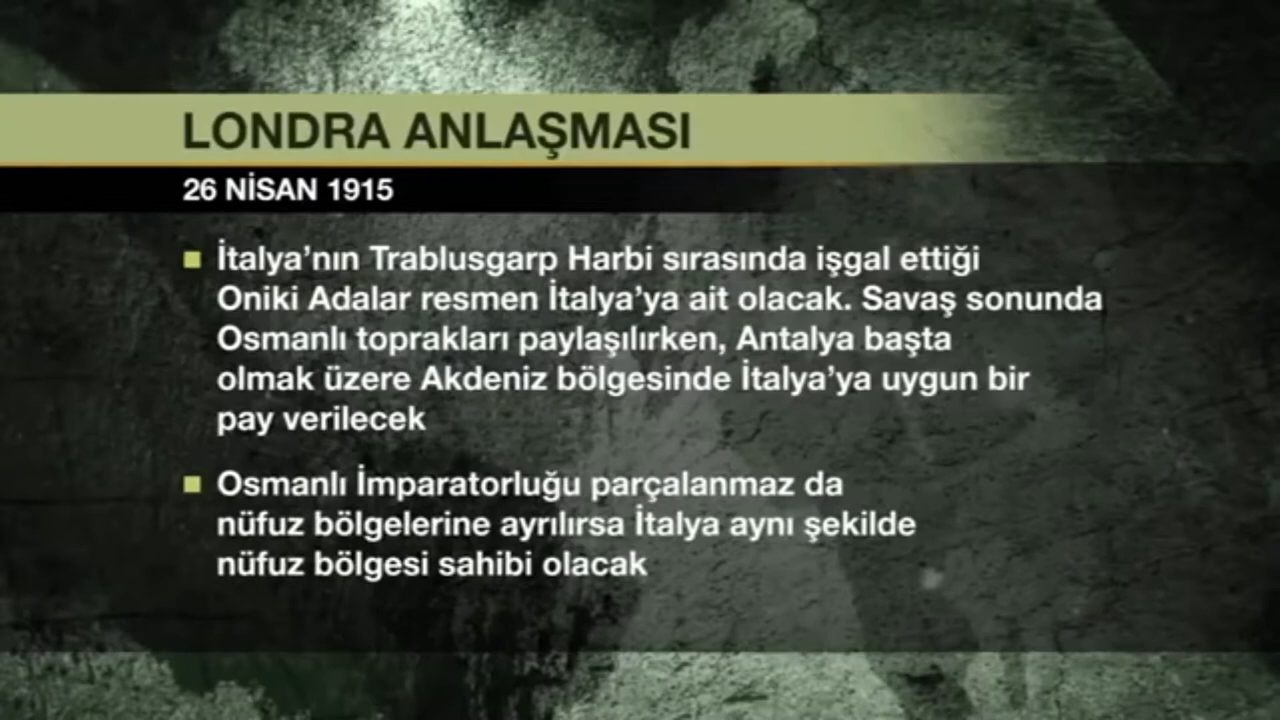 LONDRA ANLAŞMASI
26 NİSAN 1915
İtalya’nın Trablusgarp Harbi sırasında işgal ettiği
Oniki Adalar resmen İtalya’ya ait olacak. Savaş sonunda
Osmanlı toprakları paylaşılırken, Antalya başta
olmak üzere Akdeniz bölgesinde İtalya’ya uygun bir
pay verilecek
Osmanlı İmparatorluğu parçalanmaz da
nüfuz bölgelerine ayrılırsa İtalya aynı şekilde
nüfuz bölgesi sahibi olacak